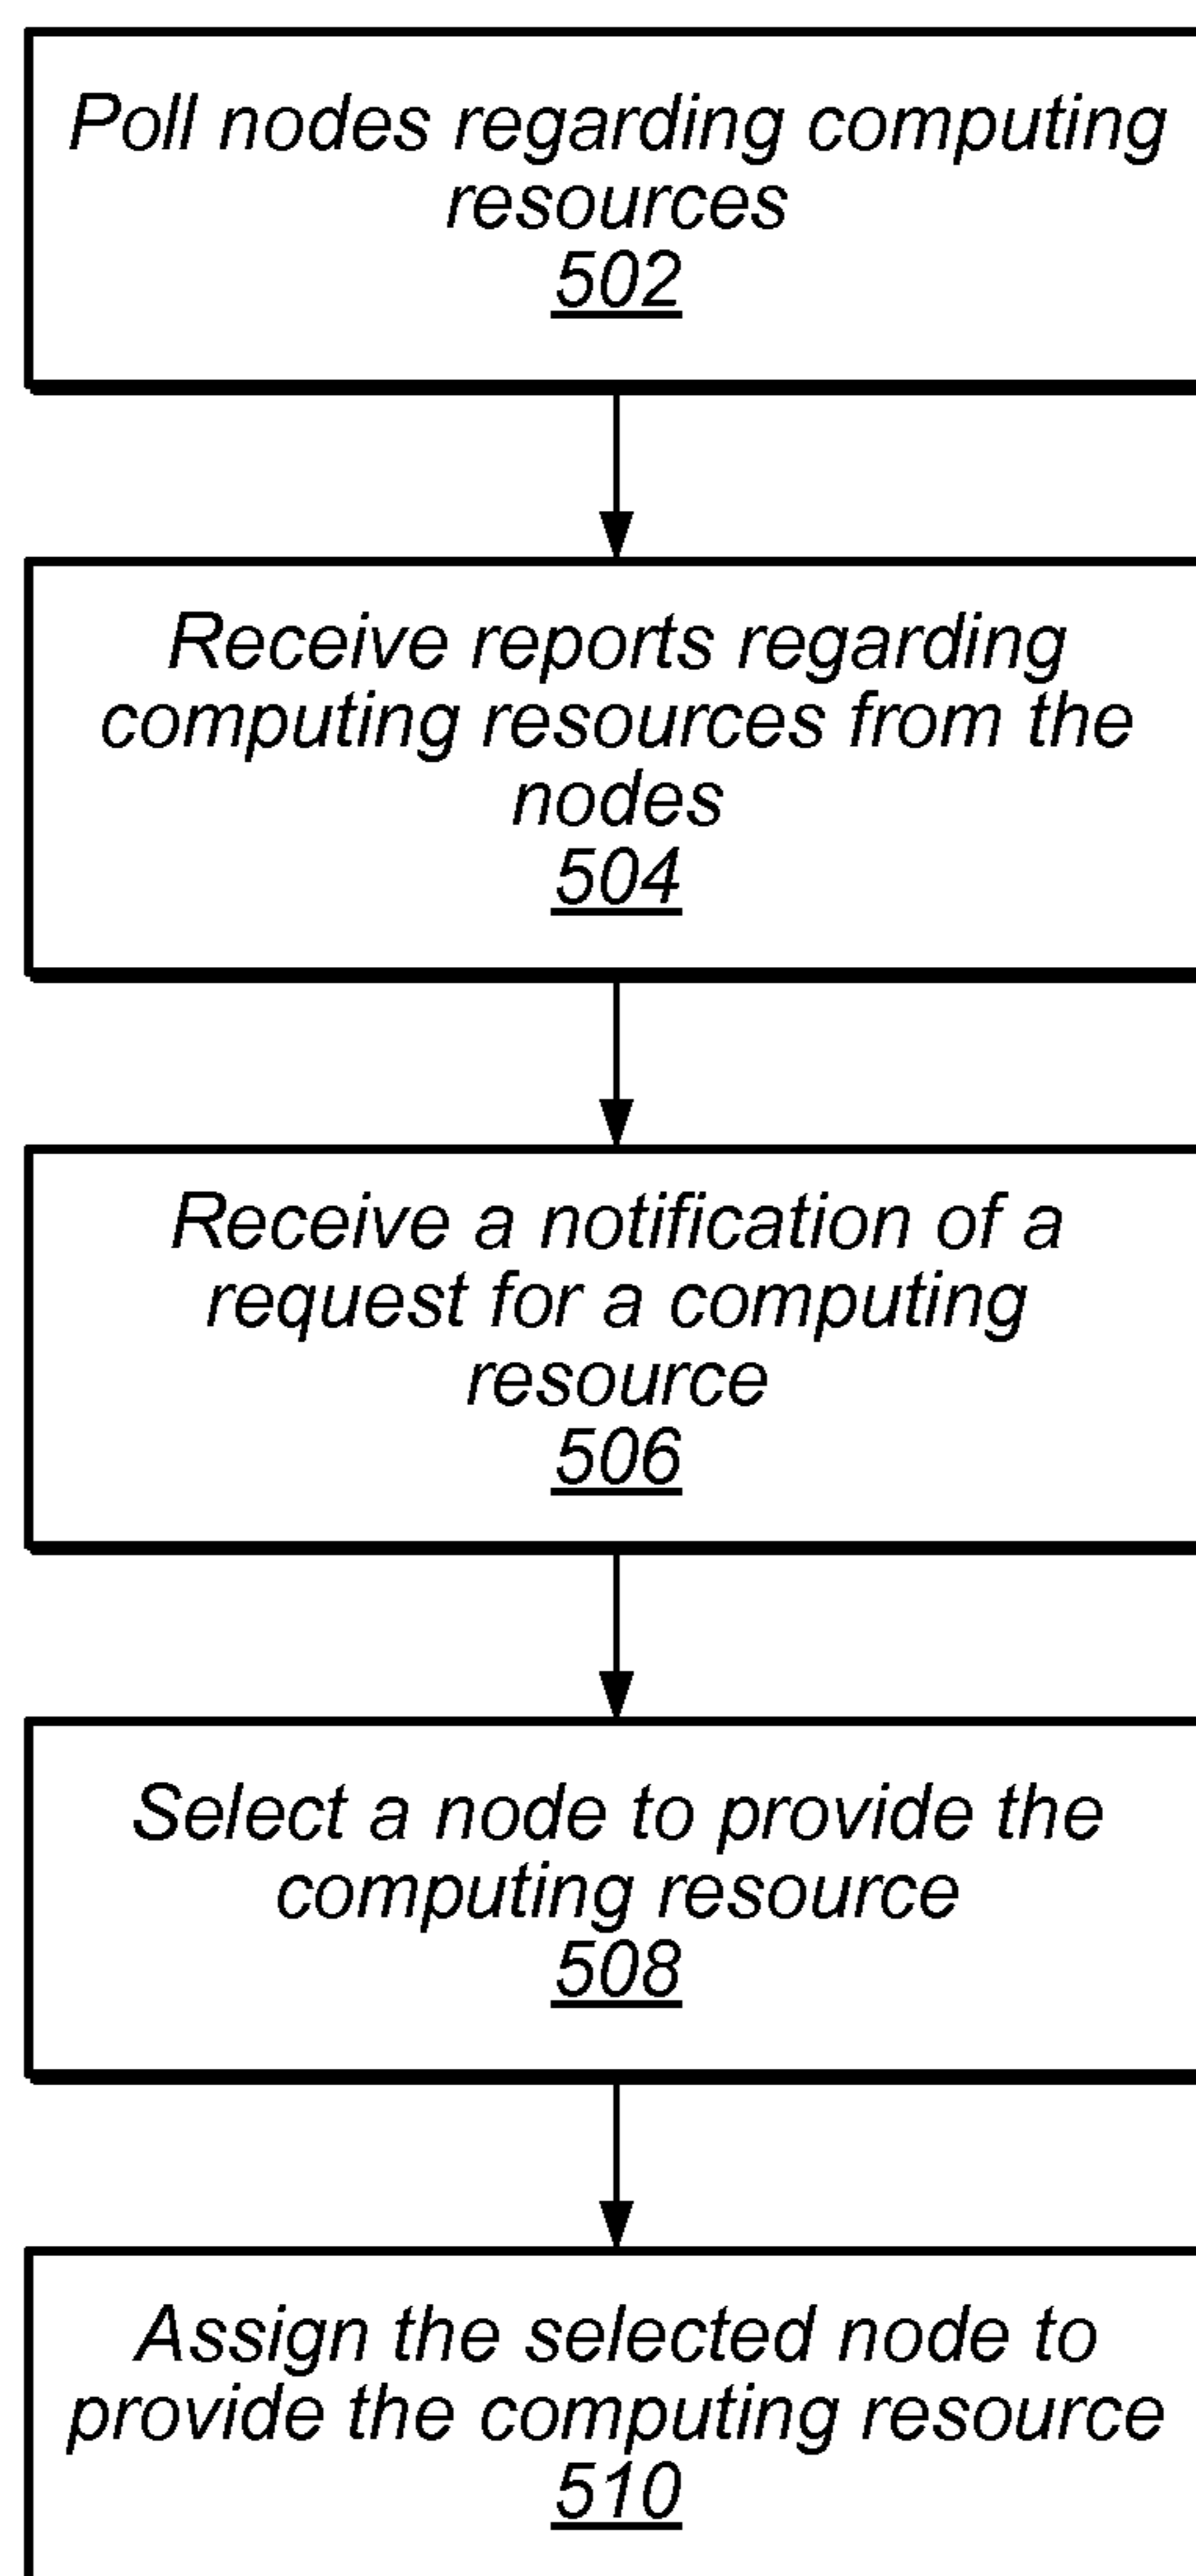 Poll nodes regarding computing
resources
502
Receive reports regarding
computing resources from the
nodes
504
Receive a notification of a
request for a computing
resource
506
Select a node to provide the
computing resource
508
Assign the selected node to
provide the computing resource
510